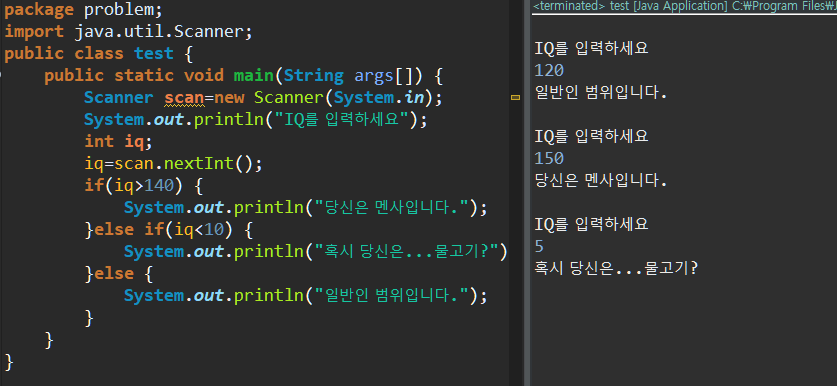 package problem;
import java.util.Scanner;
public class test {
    public static void main(String args[]) {
        Scanner scan=new Scanner(System.in);
        System.out.println("IQ를 입력하세요");
        int iq;
        iq=scan.nextInt();
        if(iq>140) {
            System.out.println("당신은 멘사입니다.");
        }else if(iq<10) {
            System.out.println("혹시 당신은...물고기?")
        }else {
            System.out.println("일반인 범위입니다.");
        }
    }
}
<terminated> test [Java Application] C:₩Program Files₩J
IQ를 입력하세요
120
일반인 범위입니다.
IQ를 입력하세요
150
당신은 멘사입니다.
IQ를 입력하세요
5
혹시 당신은...물고기?